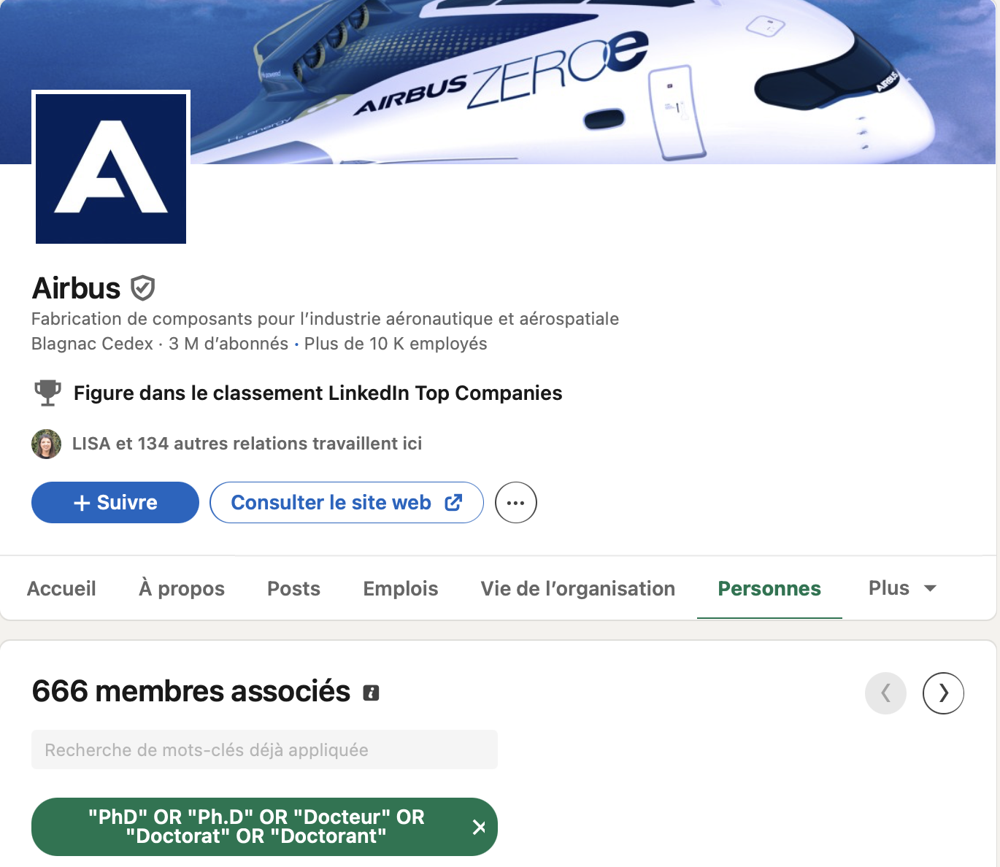 AIRBUS ZEROe
AIRBUS
H₂ energy
Airbus
Fabrication de composants pour l’industrie aéronautique et aérospatiale
Blagnac Cedex · 3 M d’abonnés · Plus de 10 K employés
Figure dans le classement LinkedIn Top Companies
LISA et 134 autres relations travaillent ici
+ Suivre
Consulter le site web
Accueil
À propos
Posts
Emplois
Vie de l’organisation
Personnes
Plus
666 membres associés
Recherche de mots-clés déjà appliquée
"PhD" OR "Ph.D" OR "Docteur" OR
"Doctorat" OR "Doctorant"